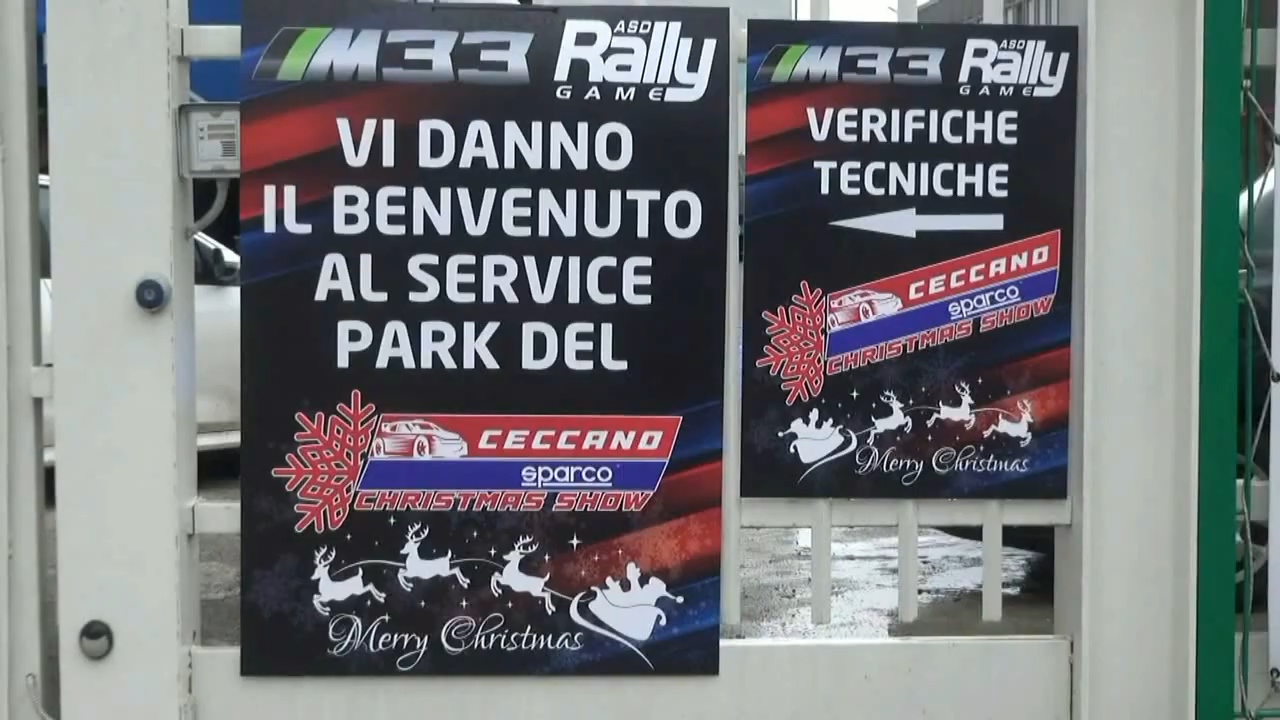 M33 ASD Rally GAME
VI DANNO
IL BENVENUTO
AL SERVICE
PARK DEL
CECCANO
sparco
CHRISTMAS SHOW
Merry Christmas
M33 ASD Rally GAME
VERIFICHE
TECNICHE
CECCANO
sparco
CHRISTMAS SHOW
Merry Christmas